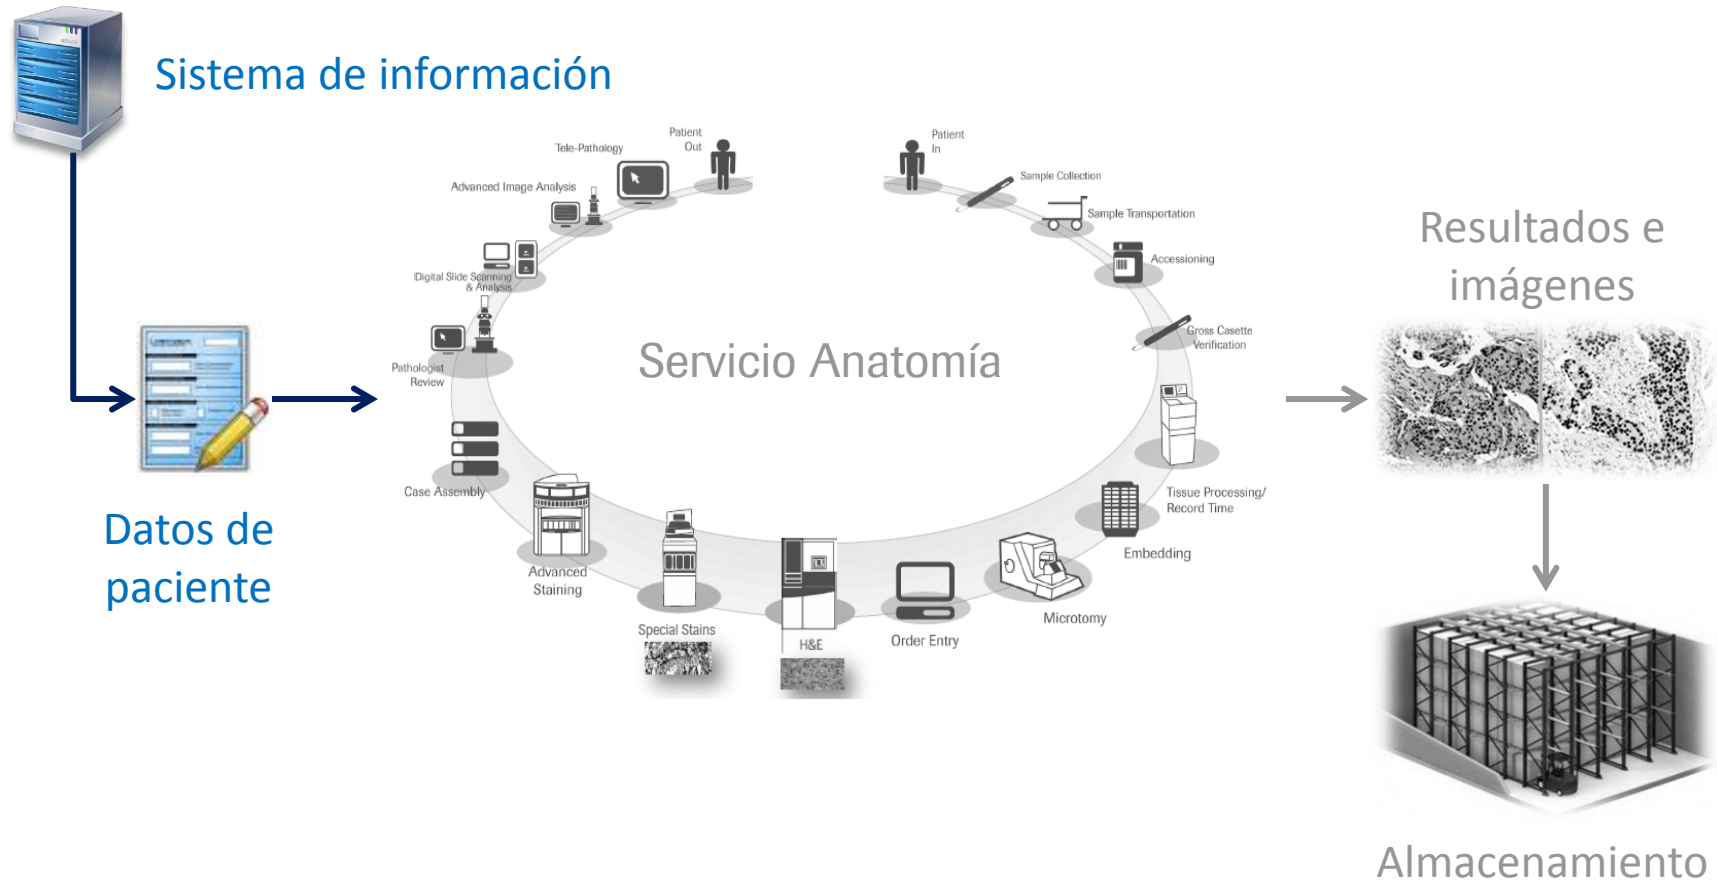 Sistema de información
Patient
Out
Patient
In
Tele-Pathology
Sample Collection
Advanced Image Analysis
Sample Transportation
Accessioning
Digital Slide Scanning
& Analysis
Gross Casette
Verification
Pathologist
Review
Servicio Anatomía
Resultados e
imágenes
Case Assembly
Tissue Processing/
Record Time
Datos de
paciente
Embedding
Advanced
Staining
Microtomy
Special Stains
H&E
Order Entry
Almacenamiento